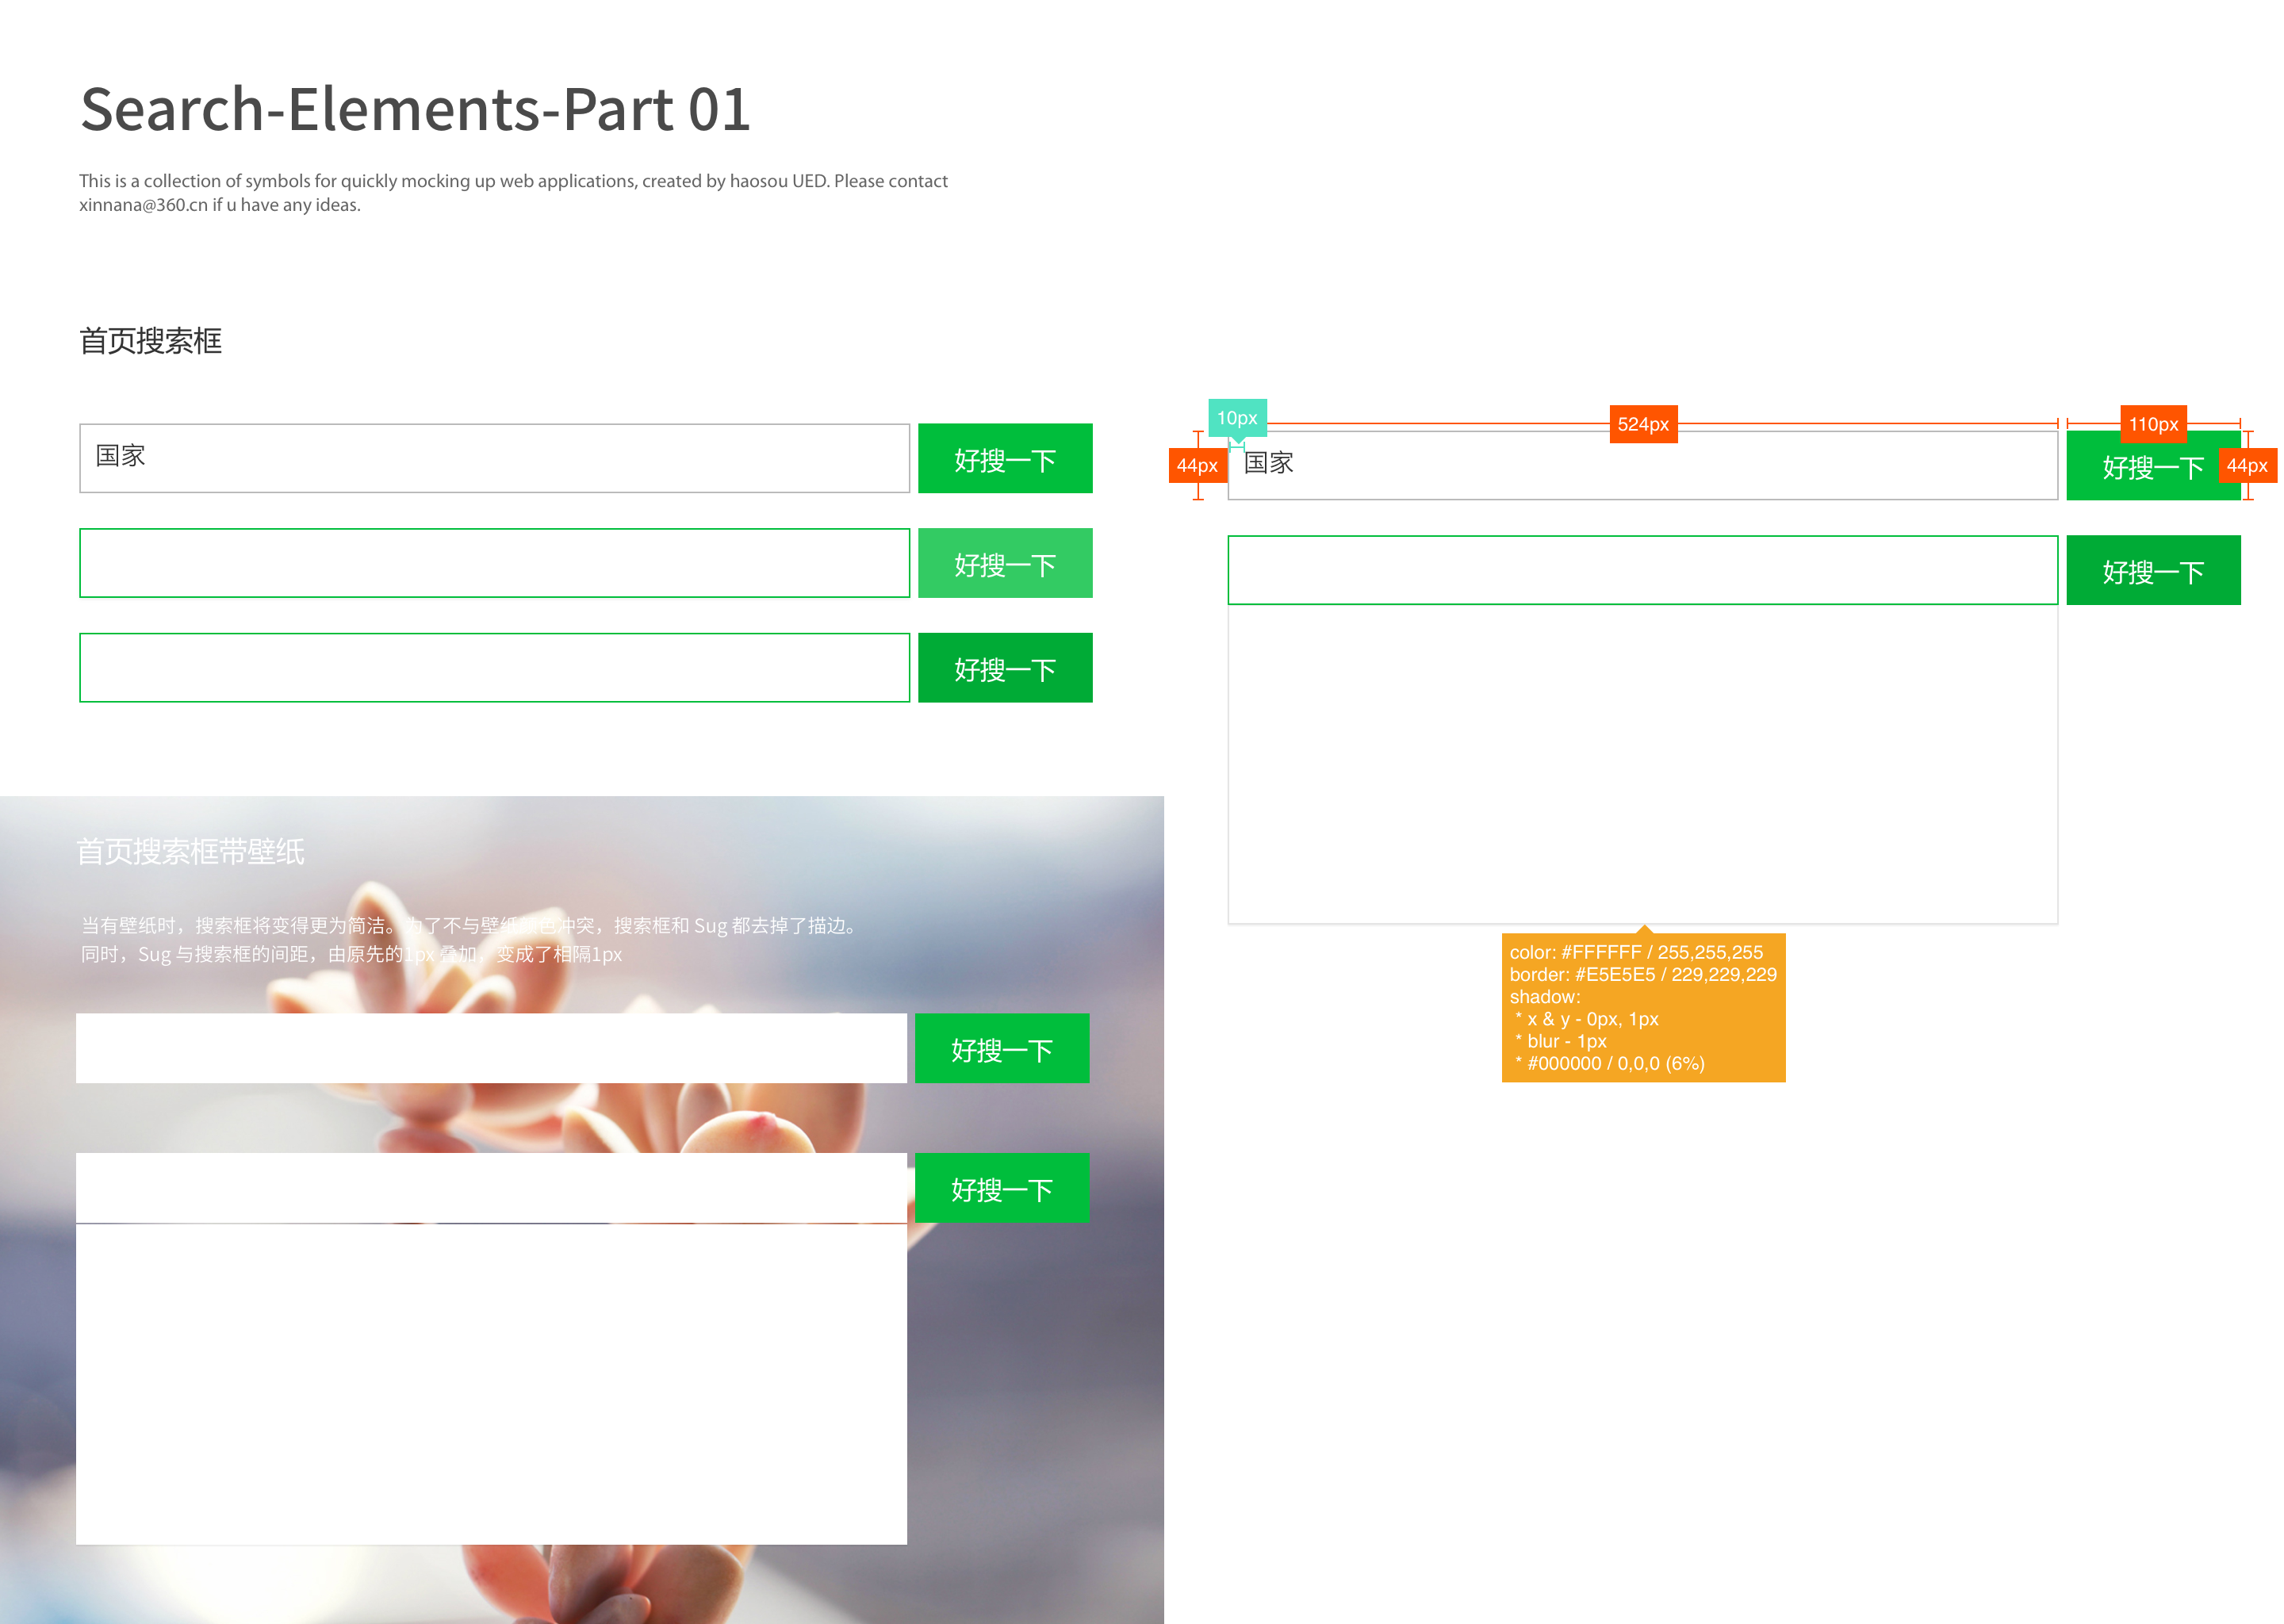 Search-Elements-Part 01
This is a collection of symbols for quickly mocking up web applications, created by haosou UED. Please contact
xinnana@360.cn if u have any ideas.
首页搜索框
国家
好搜一下
好搜一下
好搜一下
10px
524px
110px
44px
国家
好搜一下
44px
好搜一下
color: #FFFFFF / 255,255,255
border: #E5E5E5 / 229,229,229
shadow:
* x & y - 0px, 1px
* blur - 1px
* #000000 / 0,0,0 (6%)
首页搜索框带壁纸
当有壁纸时，搜索框将变得更为简洁。为了不与壁纸颜色冲突，搜索框和 Sug 都去掉了描边。
同时，Sug 与搜索框的间距，由原先的1px 叠加，变成了相隔1px
好搜一下
好搜一下